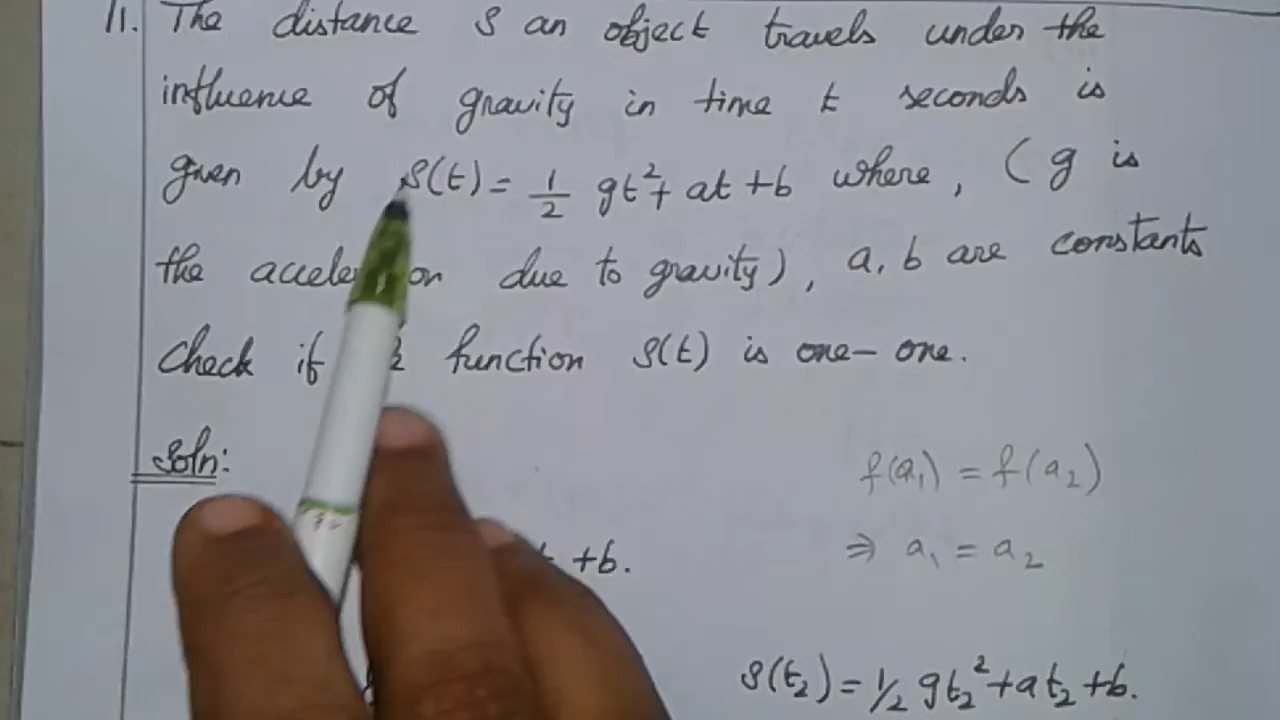 11. The distance S an object travels under the
influence of gravity in time t seconds is
given by S(t) = 1/2 gt² + at + b where, (g is
the due to gravity), a, b are constants
Check if function S(t) is one-one.
Soln:
f(a₁) = f(a₂)
+b.
⇒ a₁ = a₂
S(t₂) = 1/2 gt₂² + at₂ + b.